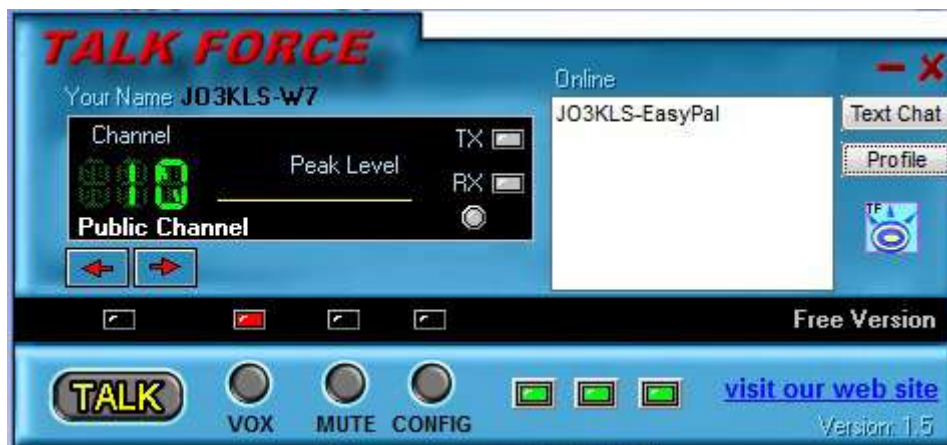 TALK FORCE
Your Name JO3KLS-W7
Online
JO3KLS-EasyPal
Text Chat
Profile
Channel
TX
Peak Level
RX
10
Public Channel
TF
Free Version
TALK
VOX
MUTE
CONFIG
visit our web site
Version: 1.5